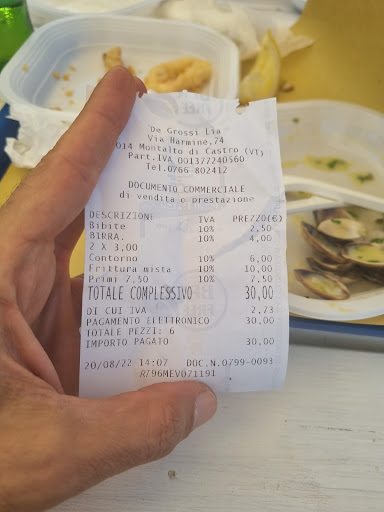 Da Grossi Lia
Via Harmine,74
014 Montalto di Castro (VT)
Part.IVA 001377240560
Tel.0766 802412
DOCUMENTO COMMERCIALE
di vendita o prestazione
DESCRIZIONE IVA PREZZO(€)
Bibite 10% 2,50
BIRRA. 10% 4,00
2 X 3,00
Contorno 10% 6,00
Frittura mista 10% 10,00
Primi 7.50 10% 7,50
TOTALE COMPLESSIVO 30,00
DI CUI IVA 2,73
PAGAMENTO ELETTRONICO 30,00
TOTALE PEZZI: 6
IMPORTO PAGATO 30,00
20/08/22 14:07 DOC.N.0799-0093
RT96MEV071191